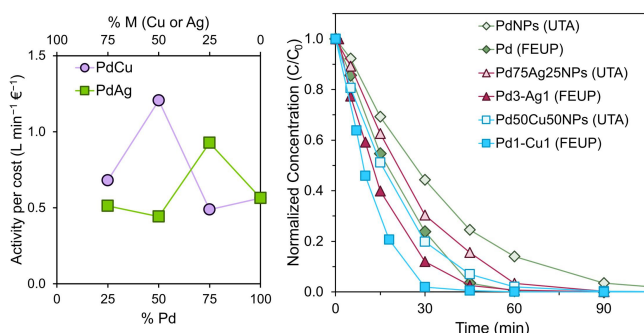 % M (Cu or Ag)
100 75 50 25 0
PdCu
PdAg
Activity per cost (L min⁻¹ €⁻¹)
1.5
1.0
0.5
0.0
0 25 50 75 100
% Pd
Normalized Concentration (C/C₀)
1.0
0.8
0.6
0.4
0.2
0.0
PdNPs (UTA)
Pd (FEUP)
Pd75Ag25NPs (UTA)
Pd3-Ag1 (FEUP)
Pd50Cu50NPs (UTA)
Pd1-Cu1 (FEUP)
0 30 60 90
Time (min)